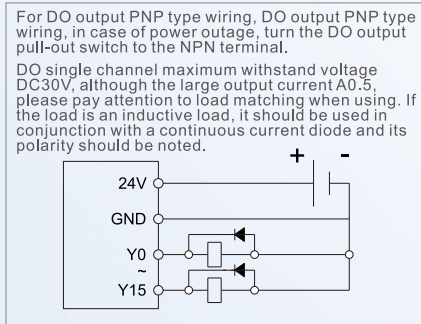 For DO output PNP type wiring, DO output PNP type
wiring, in case of power outage, turn the DO output
pull-out switch to the NPN terminal.
DO single channel maximum withstand voltage
DC30V, although the large output current A0.5,
please pay attention to load matching when using. If
the load is an inductive load, it should be used in
conjunction with a continuous current diode and its
polarity should be noted.
+ -
24V
GND
Y0
~
Y15